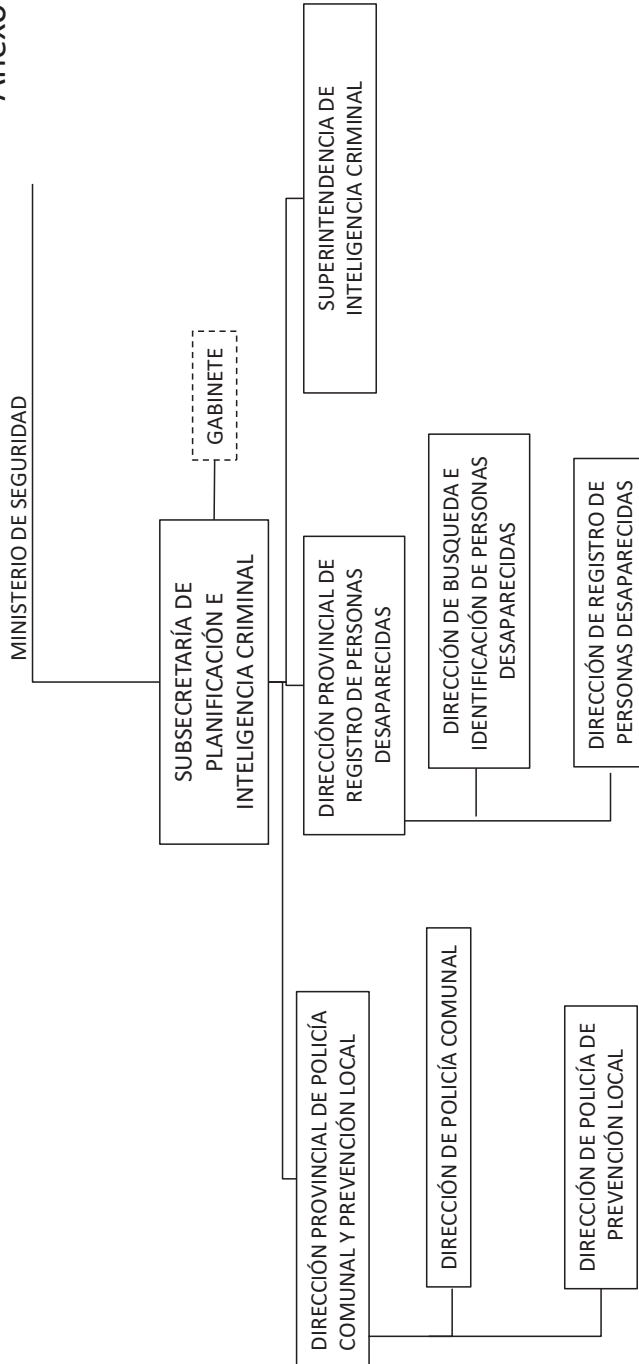 MINISTERIO DE SEGURIDAD
SUBSECRETARÍA DE
PLANIFICACIÓN E
INTELIGENCIA CRIMINAL
GABINETE
DIRECCIÓN PROVINCIAL DE POLICÍA
COMUNAL Y PREVENCIÓN LOCAL
DIRECCIÓN DE POLICÍA COMUNAL
DIRECCIÓN DE POLICÍA DE
PREVENCIÓN LOCAL
DIRECCIÓN PROVINCIAL DE
REGISTRO DE PERSONAS
DESAPARECIDAS
DIRECCIÓN DE BUSQUEDA E
IDENTIFICACIÓN DE PERSONAS
DESAPARECIDAS
DIRECCIÓN DE REGISTRO DE
PERSONAS DESAPARECIDAS
SUPERINTENDENCIA DE
INTELIGENCIA CRIMINAL